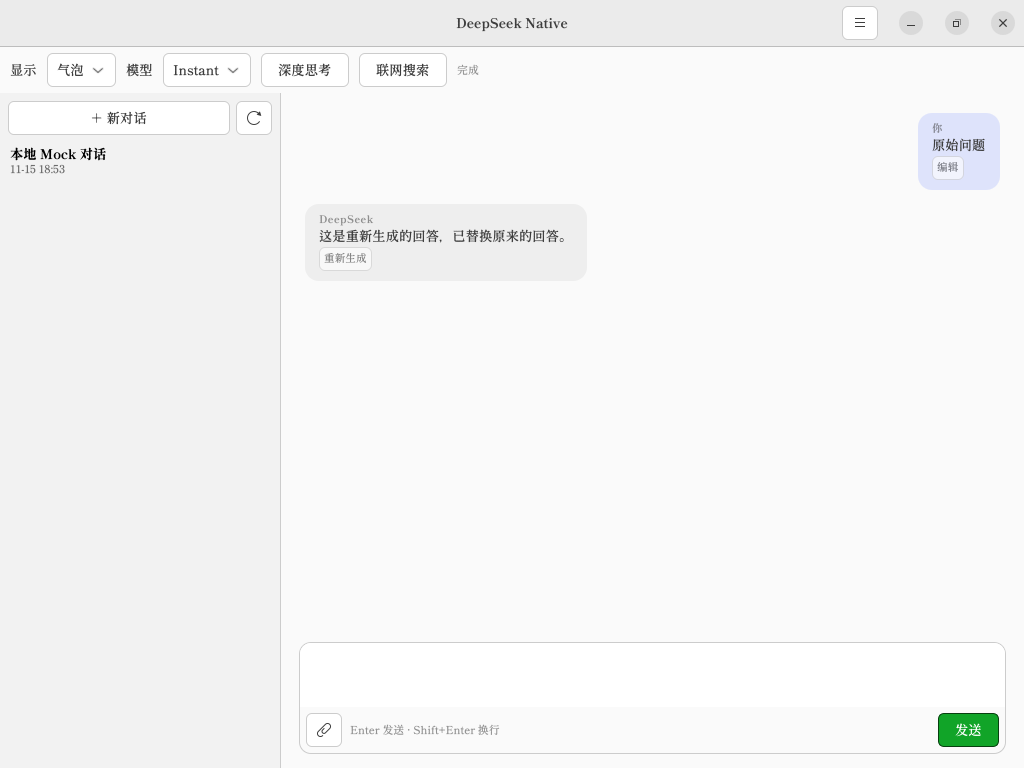 DeepSeek Native
显示 气泡 模型 Instant 深度思考 联网搜索 完成
+ 新对话
本地 Mock 对话
11-15 18:53
你
原始问题
编辑
DeepSeek
这是重新生成的回答，已替换原来的回答。
重新生成
Enter 发送 · Shift+Enter 换行
发送